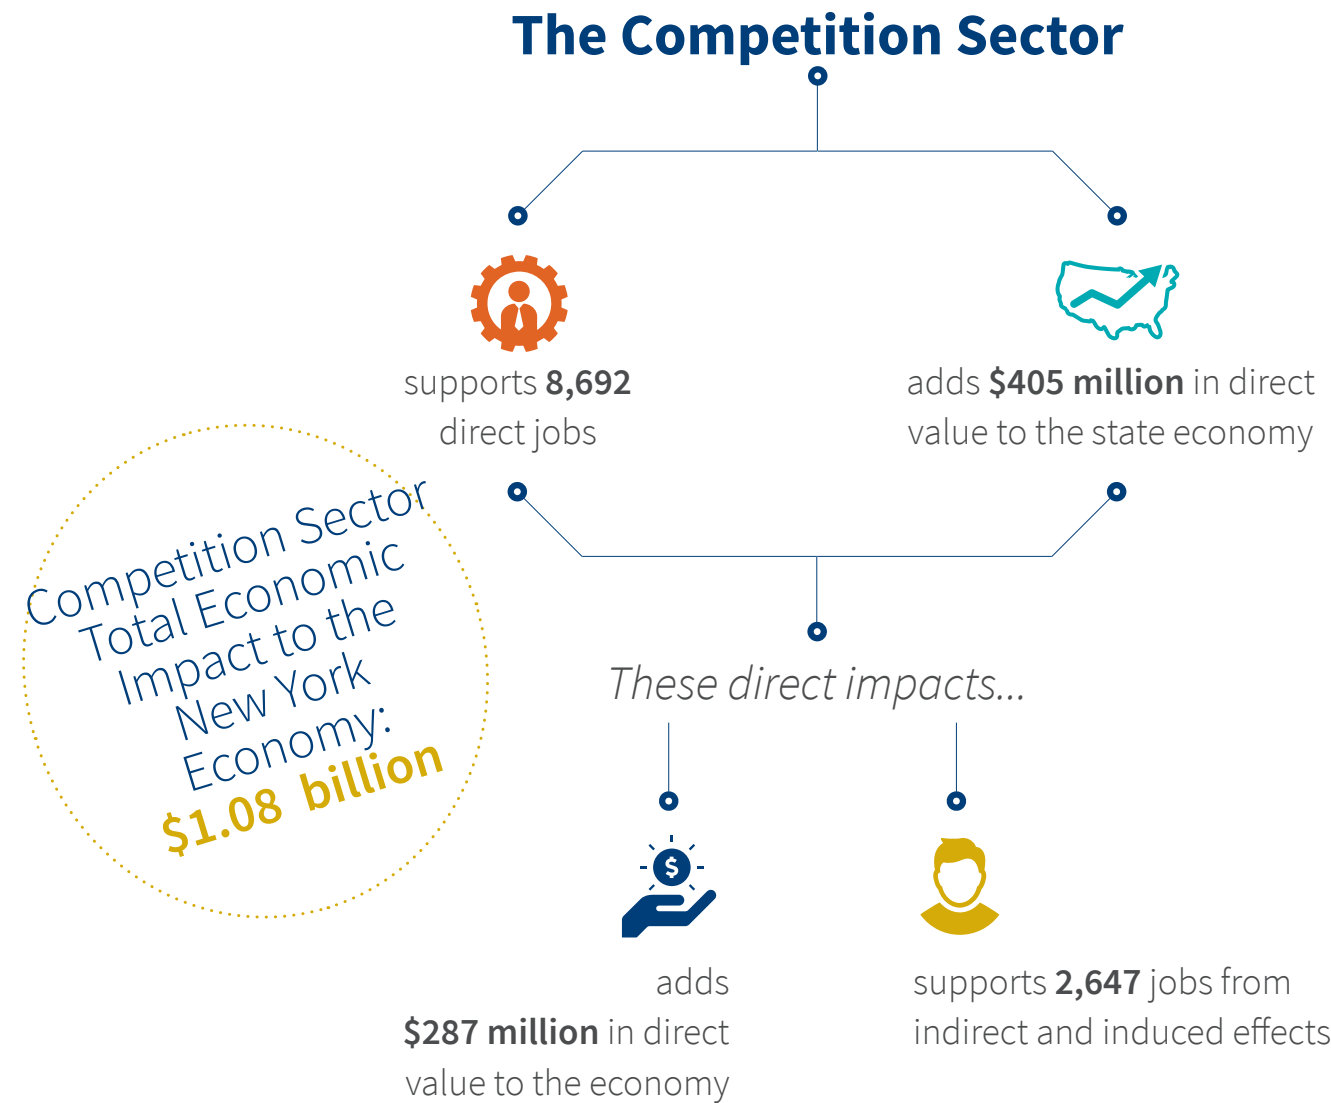 The Competition Sector
supports 8,692
direct jobs
adds $405 million in direct
value to the state economy
Competition Sector
Total Economic
Impact to the
New York
Economy:
$1.08 billion
These direct impacts...
$
adds
$287 million in direct
value to the economy
supports 2,647 jobs from
indirect and induced effects